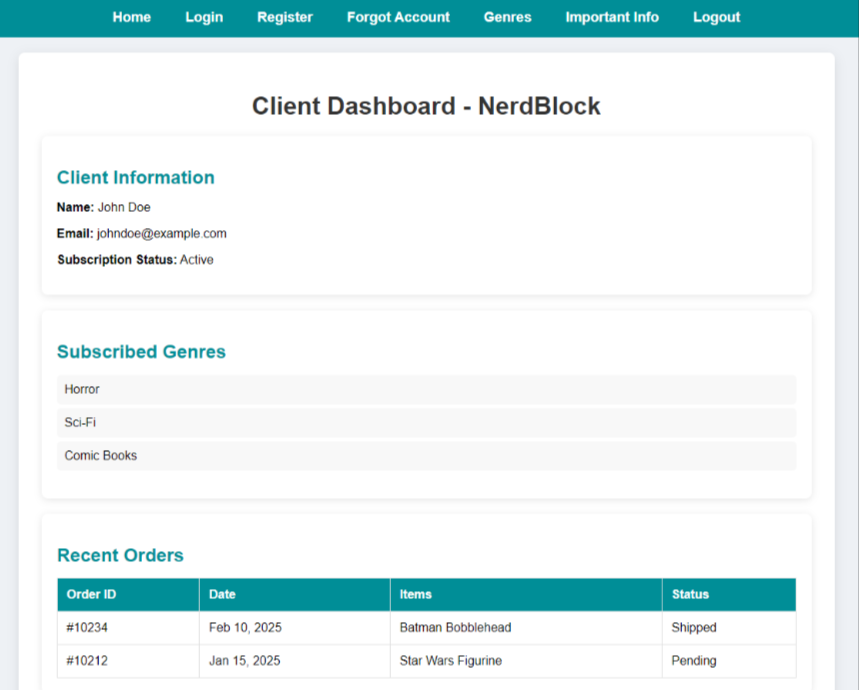 Home Login Register Forgot Account Genres Important Info Logout
Client Dashboard - NerdBlock
Client Information
Name: John Doe
Email: johndoe@example.com
Subscription Status: Active
Subscribed Genres
Horror
Sci-Fi
Comic Books
Recent Orders
Order ID Date Items Status
#10234 Feb 10, 2025 Batman Bobblehead Shipped
#10212 Jan 15, 2025 Star Wars Figurine Pending